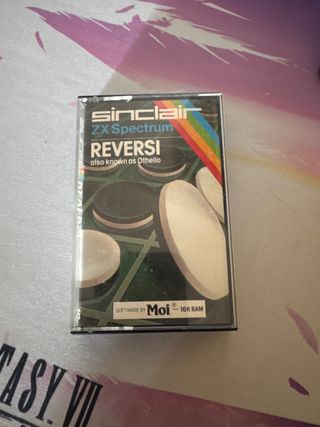 sinclair
ZX Spectrum
REVERSI
also known as Othello
SOFTWARE BY Moi — 16K RAM
TASY VII